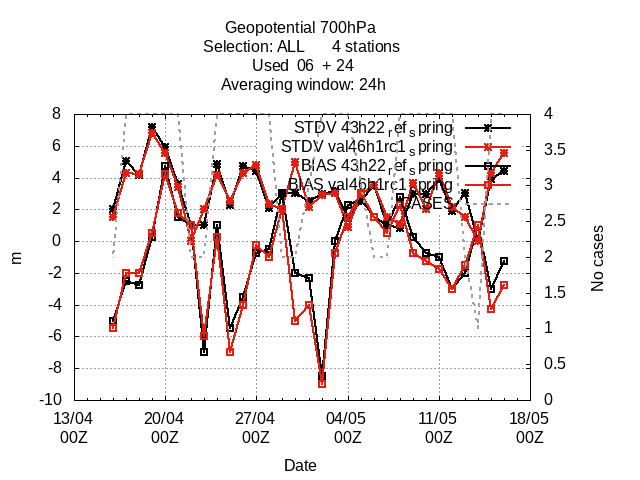 Geopotential 700hPa
Selection: ALL 4 stations
Used 06 + 24
Averaging window: 24h
STDV 43h22_ref_spring
STDV val46h1rc1_spring
BIAS 43h22_ref_spring
BIAS val46h1rc1_spring
CASES
8
6
4
2
0
-2
-4
-6
-8
-10
m
4
3.5
3
2.5
2
1.5
1
0.5
0
No cases
13/04 20/04 27/04 04/05 11/05 18/05
00Z 00Z 00Z 00Z 00Z 00Z
Date